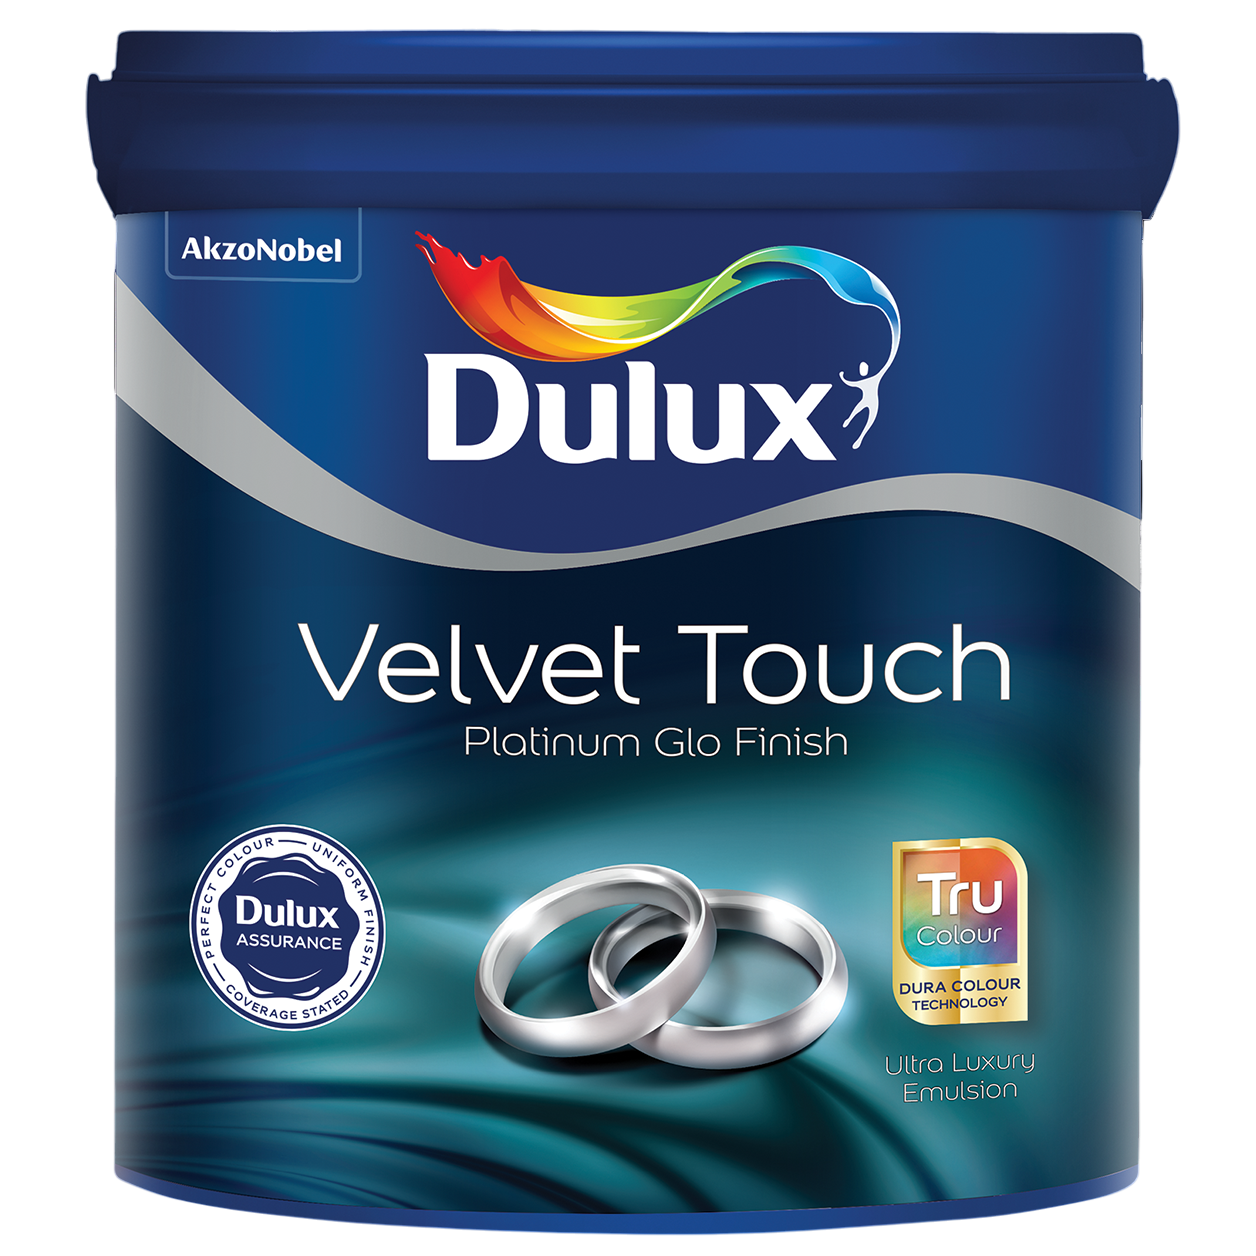 AkzoNobel
Dulux
Velvet Touch
Platinum Glo Finish
PERFECT COLOUR — UNIFORM FINISH — COVERAGE STATED —
Dulux
ASSURANCE
Tru
Colour
DURA COLOUR
TECHNOLOGY
Ultra Luxury
Emulsion